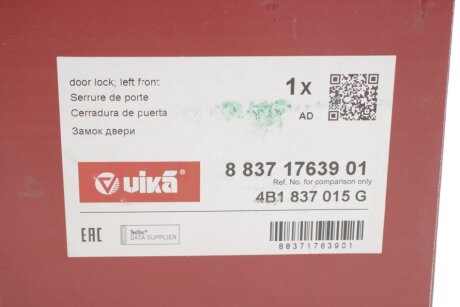 door lock; left front
Serrure de porte
Cerradura de puerta
Замок двери
1x
AD
vika
8 837 17639 01
Ref. No. for comparison only
4B1 837 015 G
EAC
TecDoc
DATA SUPPLIER
88371763901